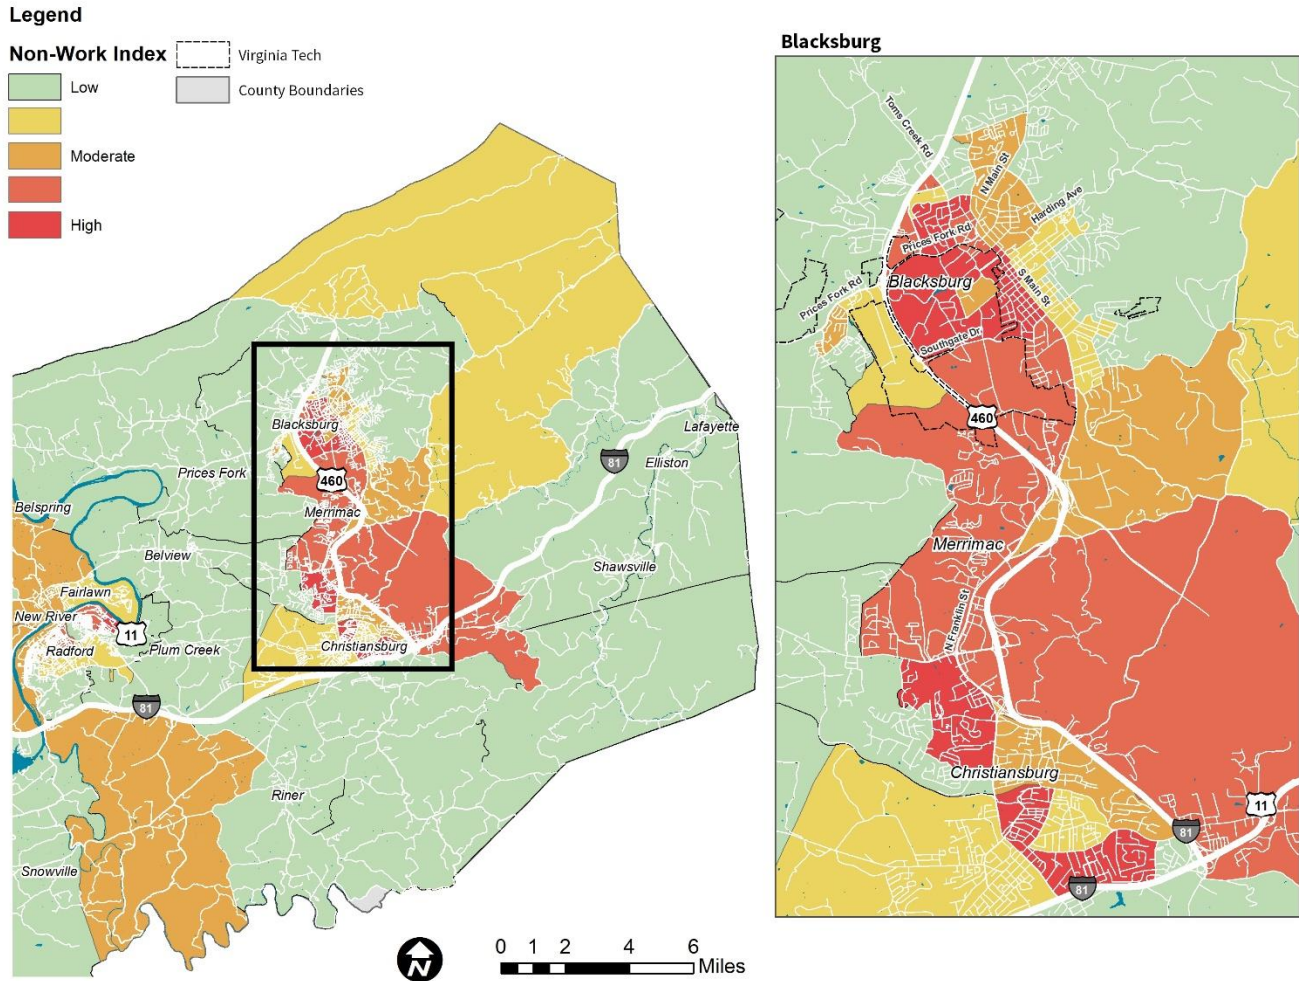 Legend
Non-Work Index
Low
Moderate
High
Virginia Tech
County Boundaries
Blacksburg
460
Prices Fork
Merrimac
Belspring
Belview
Fairlawn
New River
11
Radford
Plum Creek
Christiansburg
81
Lafayette
Elliston
Shawsville
81
Riner
Snowville
N
0 1 2 4 6
Miles
Blacksburg
Toms Creek Rd
N Main St
Harding Ave
Prices Fork Rd
Blacksburg
S Main St
Prices Fork Rd
Southgate Dr
460
Merrimac
N Franklin St
Christiansburg
11
81
81